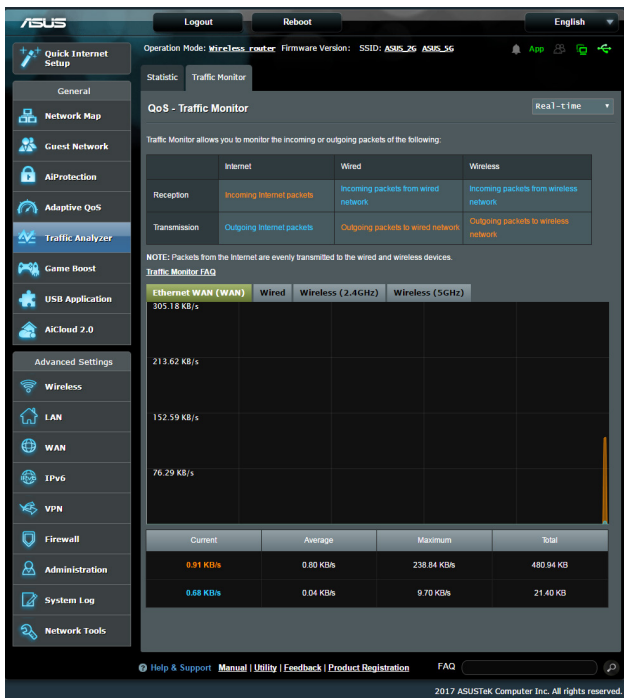 ASUS
Logout
Reboot
English
Quick Internet
Setup
General
Network Map
Guest Network
AiProtection
Adaptive QoS
Traffic Analyzer
Game Boost
USB Application
AiCloud 2.0
Advanced Settings
Wireless
LAN
WAN
IPv6
VPN
Firewall
Administration
System Log
Network Tools
Operation Mode: Wireless router Firmware Version: SSID: ASUS_2G ASUS_5G
App
Statistic Traffic Monitor
QoS - Traffic Monitor
Real-time
Traffic Monitor allows you to monitor the incoming or outgoing packets of the following:
Internet Wired Wireless
Reception
Incoming Internet packets
Incoming packets from wired
network
Incoming packets from wireless
network
Transmission
Outgoing Internet packets
Outgoing packets to wired network
Outgoing packets to wireless
network
NOTE: Packets from the Internet are evenly transmitted to the wired and wireless devices.
Traffic Monitor FAQ
Ethernet WAN (WAN) Wired Wireless (2.4GHz) Wireless (5GHz)
305.18 KB/s
213.62 KB/s
152.59 KB/s
76.29 KB/s
Current Average Maximum Total
0.91 KB/s 0.80 KB/s 238.84 KB/s 480.94 KB
0.68 KB/s 0.04 KB/s 9.70 KB/s 21.40 KB
Help & Support Manual | Utility | Feedback | Product Registration FAQ
2017 ASUSTeK Computer Inc. All rights reserved.